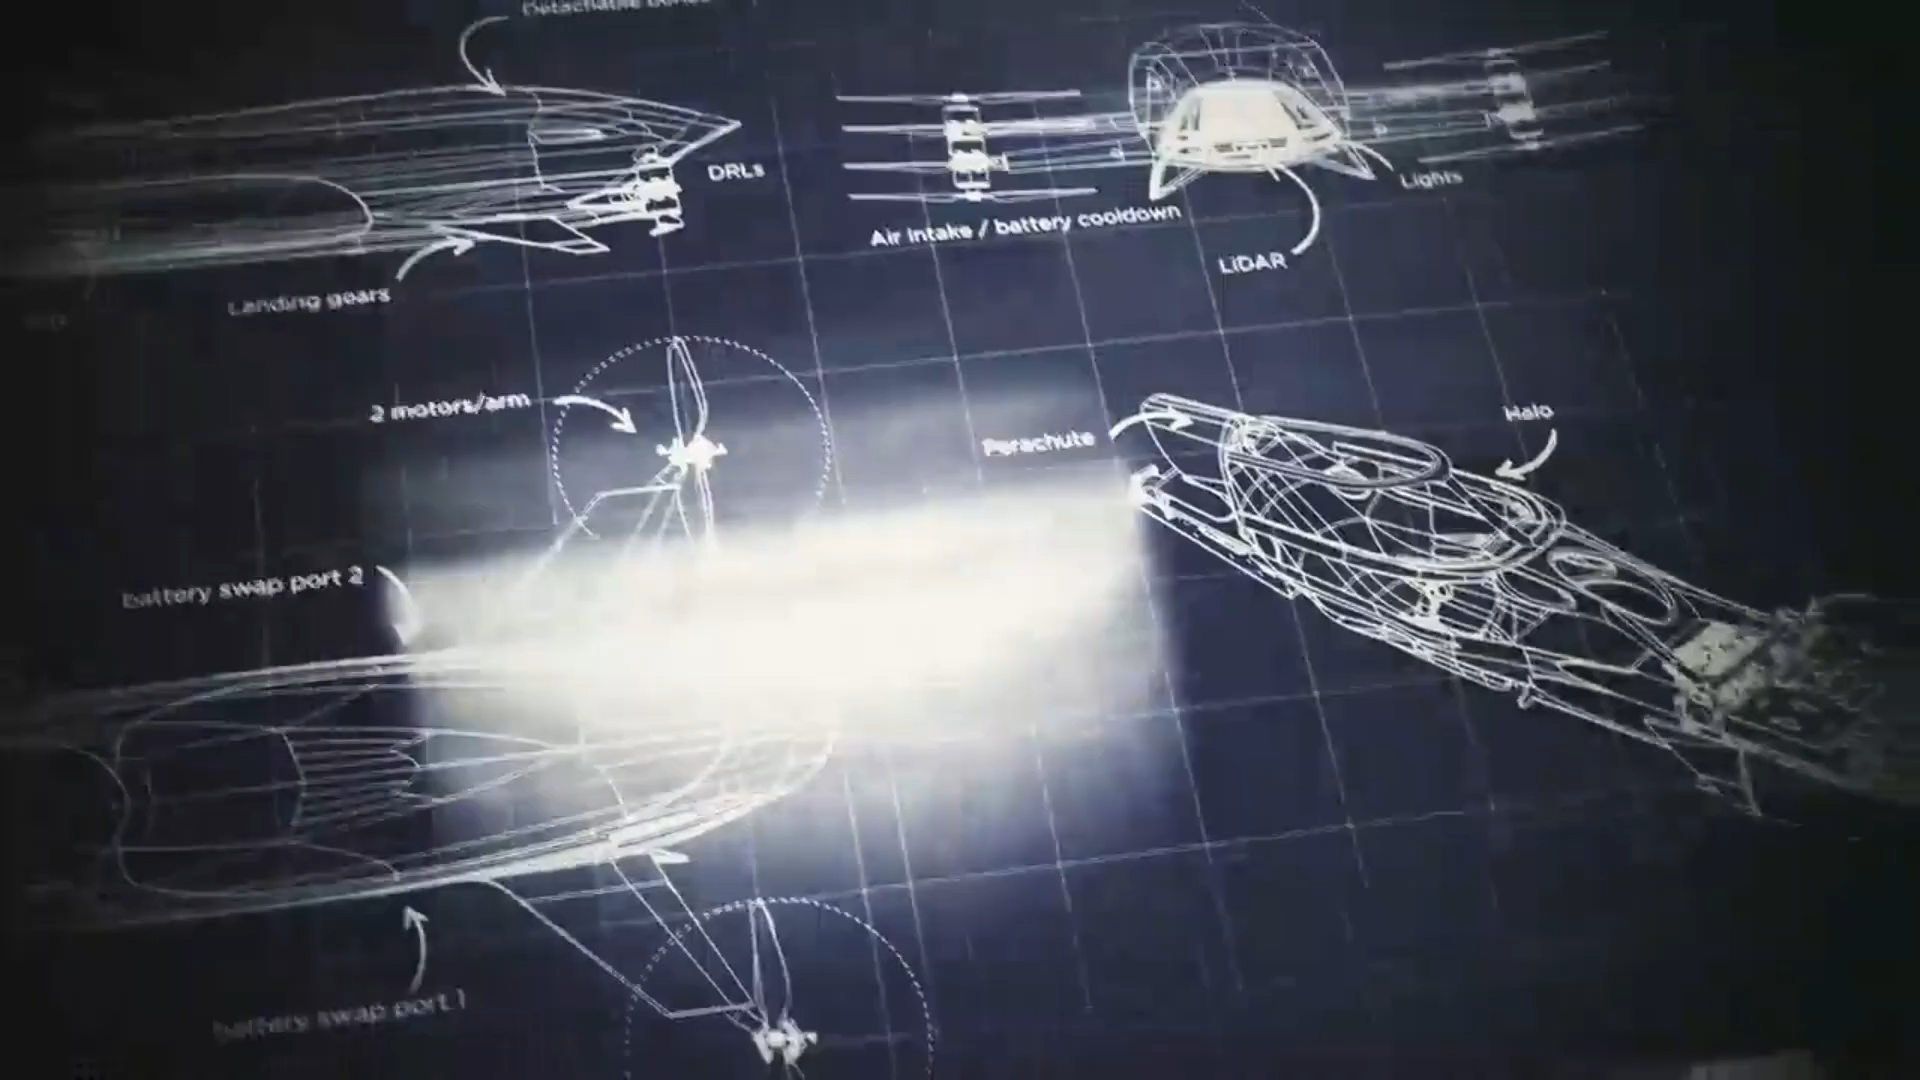 Detachable
DRLs
Lights
Air intake / battery cooldown
LiDAR
Landing gears
2 motors/arm
Halo
Parachute
battery swap port 2
battery swap port 1